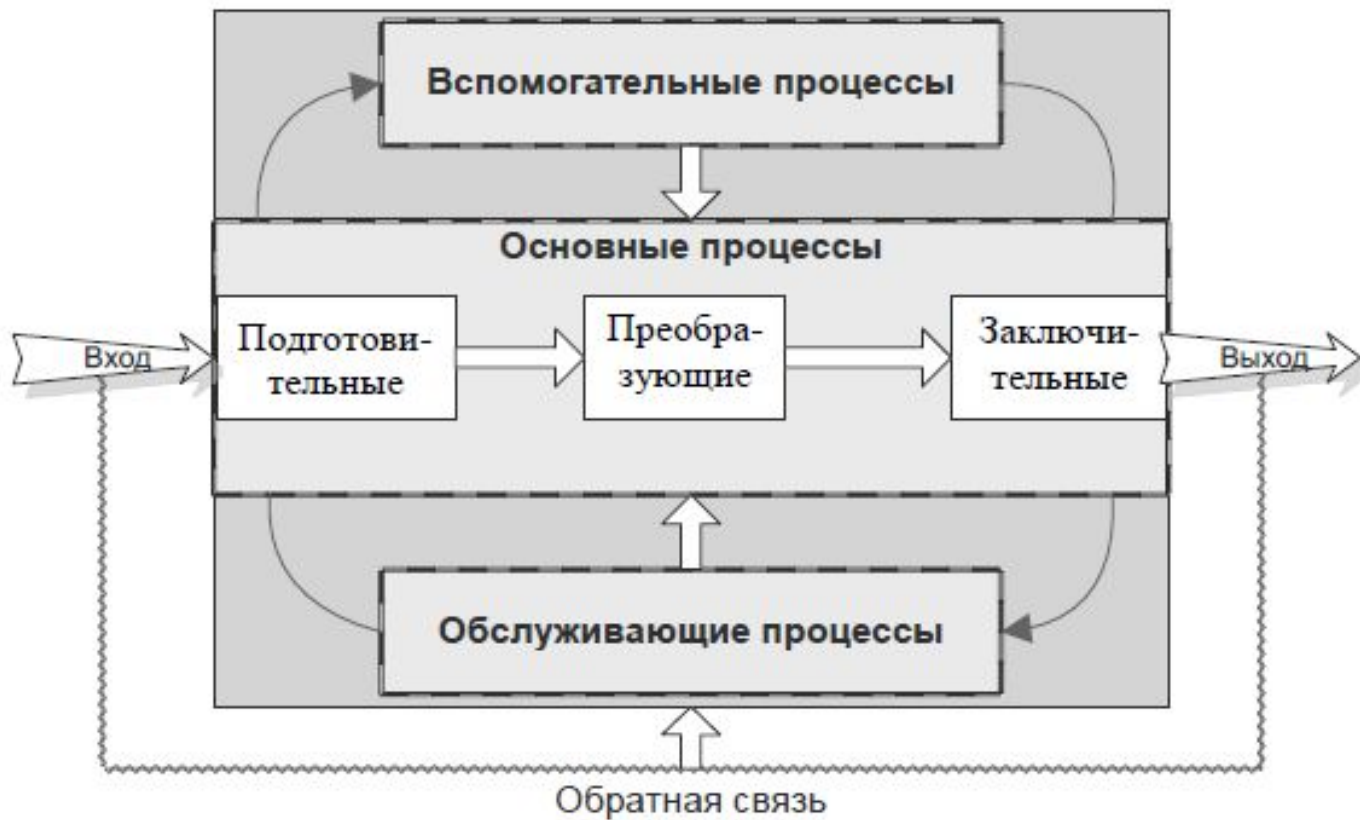 Вспомогательные процессы
Основные процессы
Вход
Подготови-
тельные
Преобра-
зующие
Заключи-
тельные
Выход
Обслуживающие процессы
Обратная связь